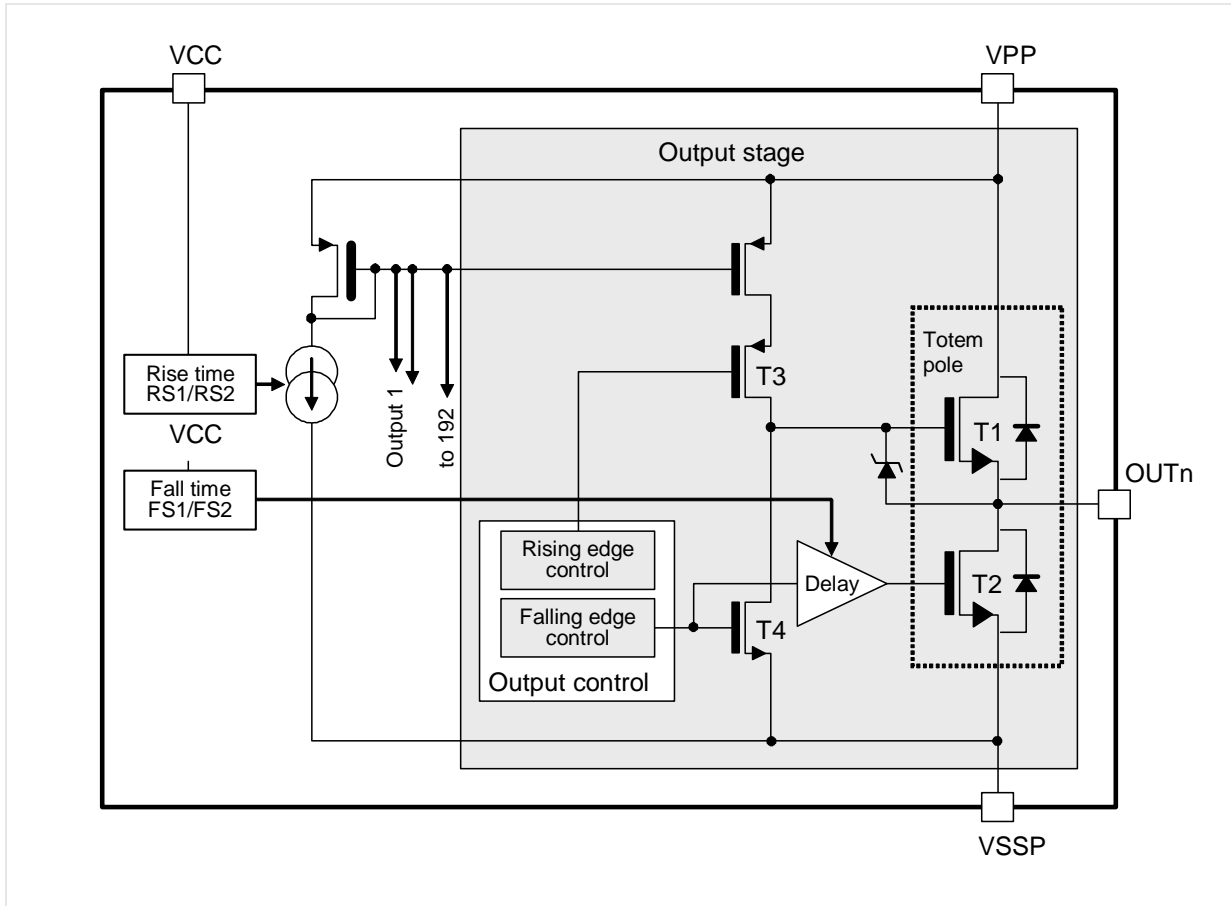 VCC
VPP
Output stage
Totem
pole
Rise time
RS1/RS2
T3
T1
VCC
Output 1
to 192
Fall time
FS1/FS2
OUTn
Rising edge
control
Delay
T2
Falling edge
control
T4
Output control
VSSP